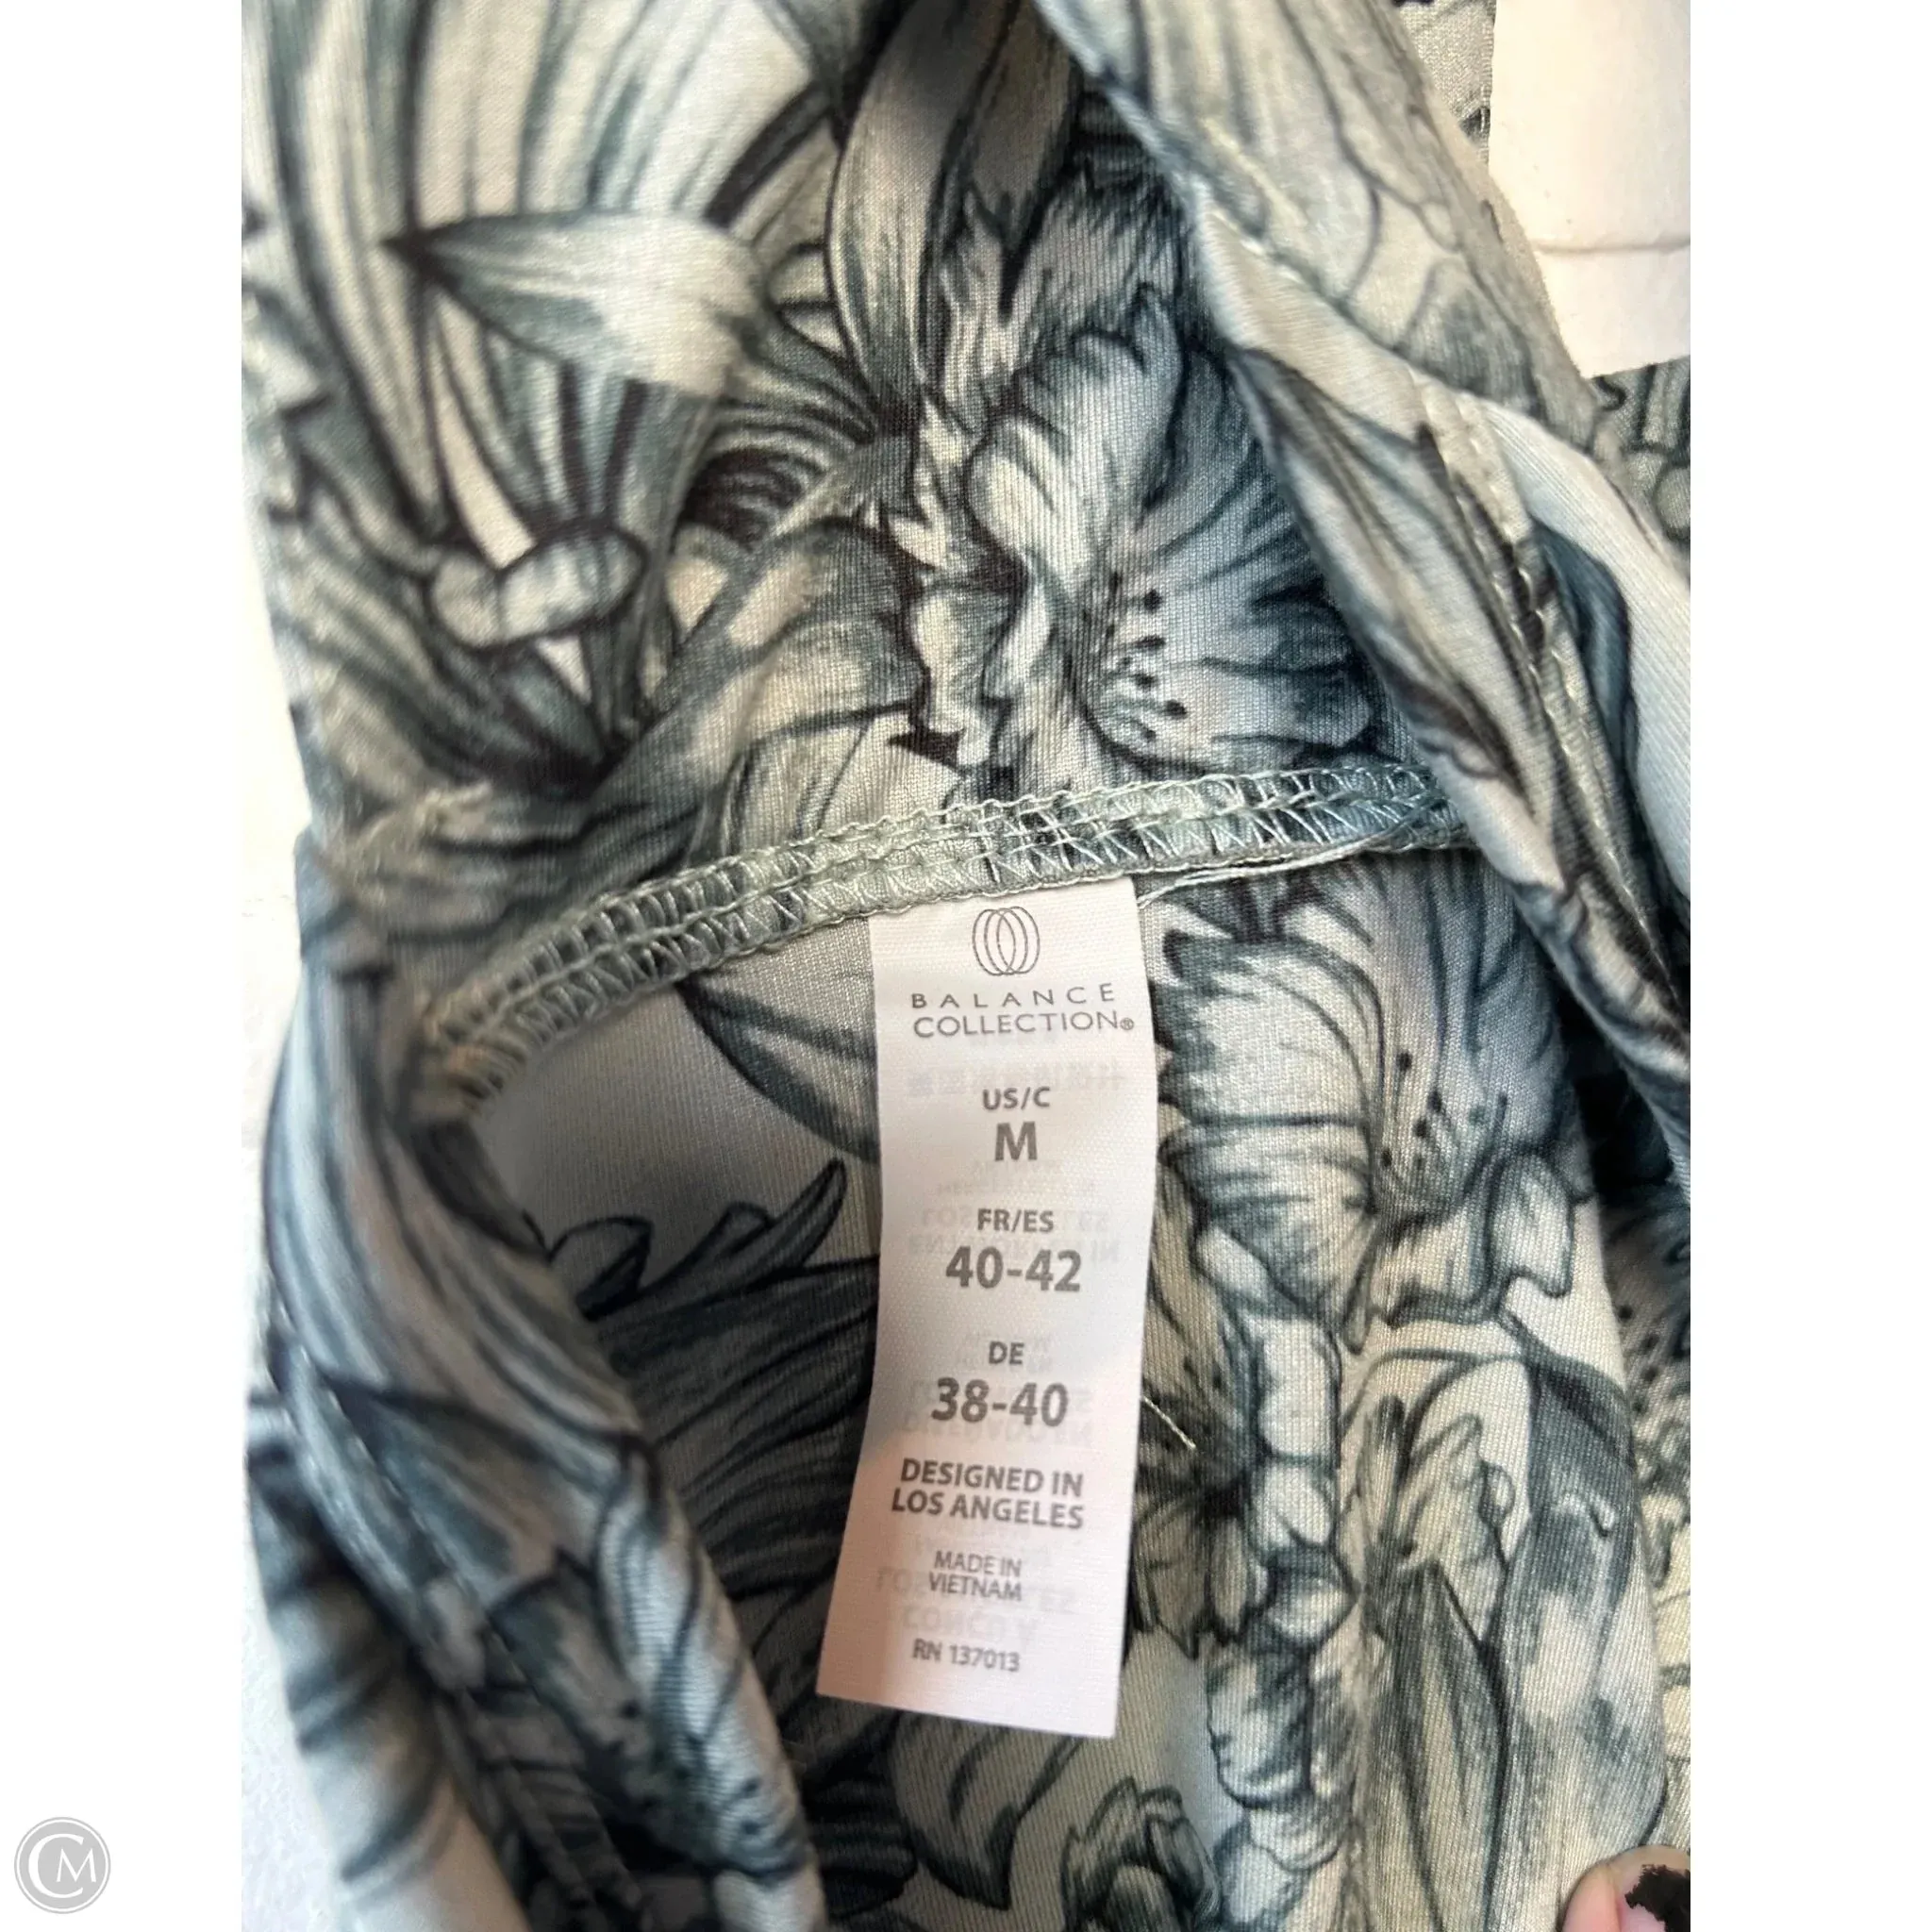 BALANCE
COLLECTION®
US/C
M
FR/ES
40-42
DE
38-40
DESIGNED IN
LOS ANGELES
MADE IN
VIETNAM
RN 137013
CM